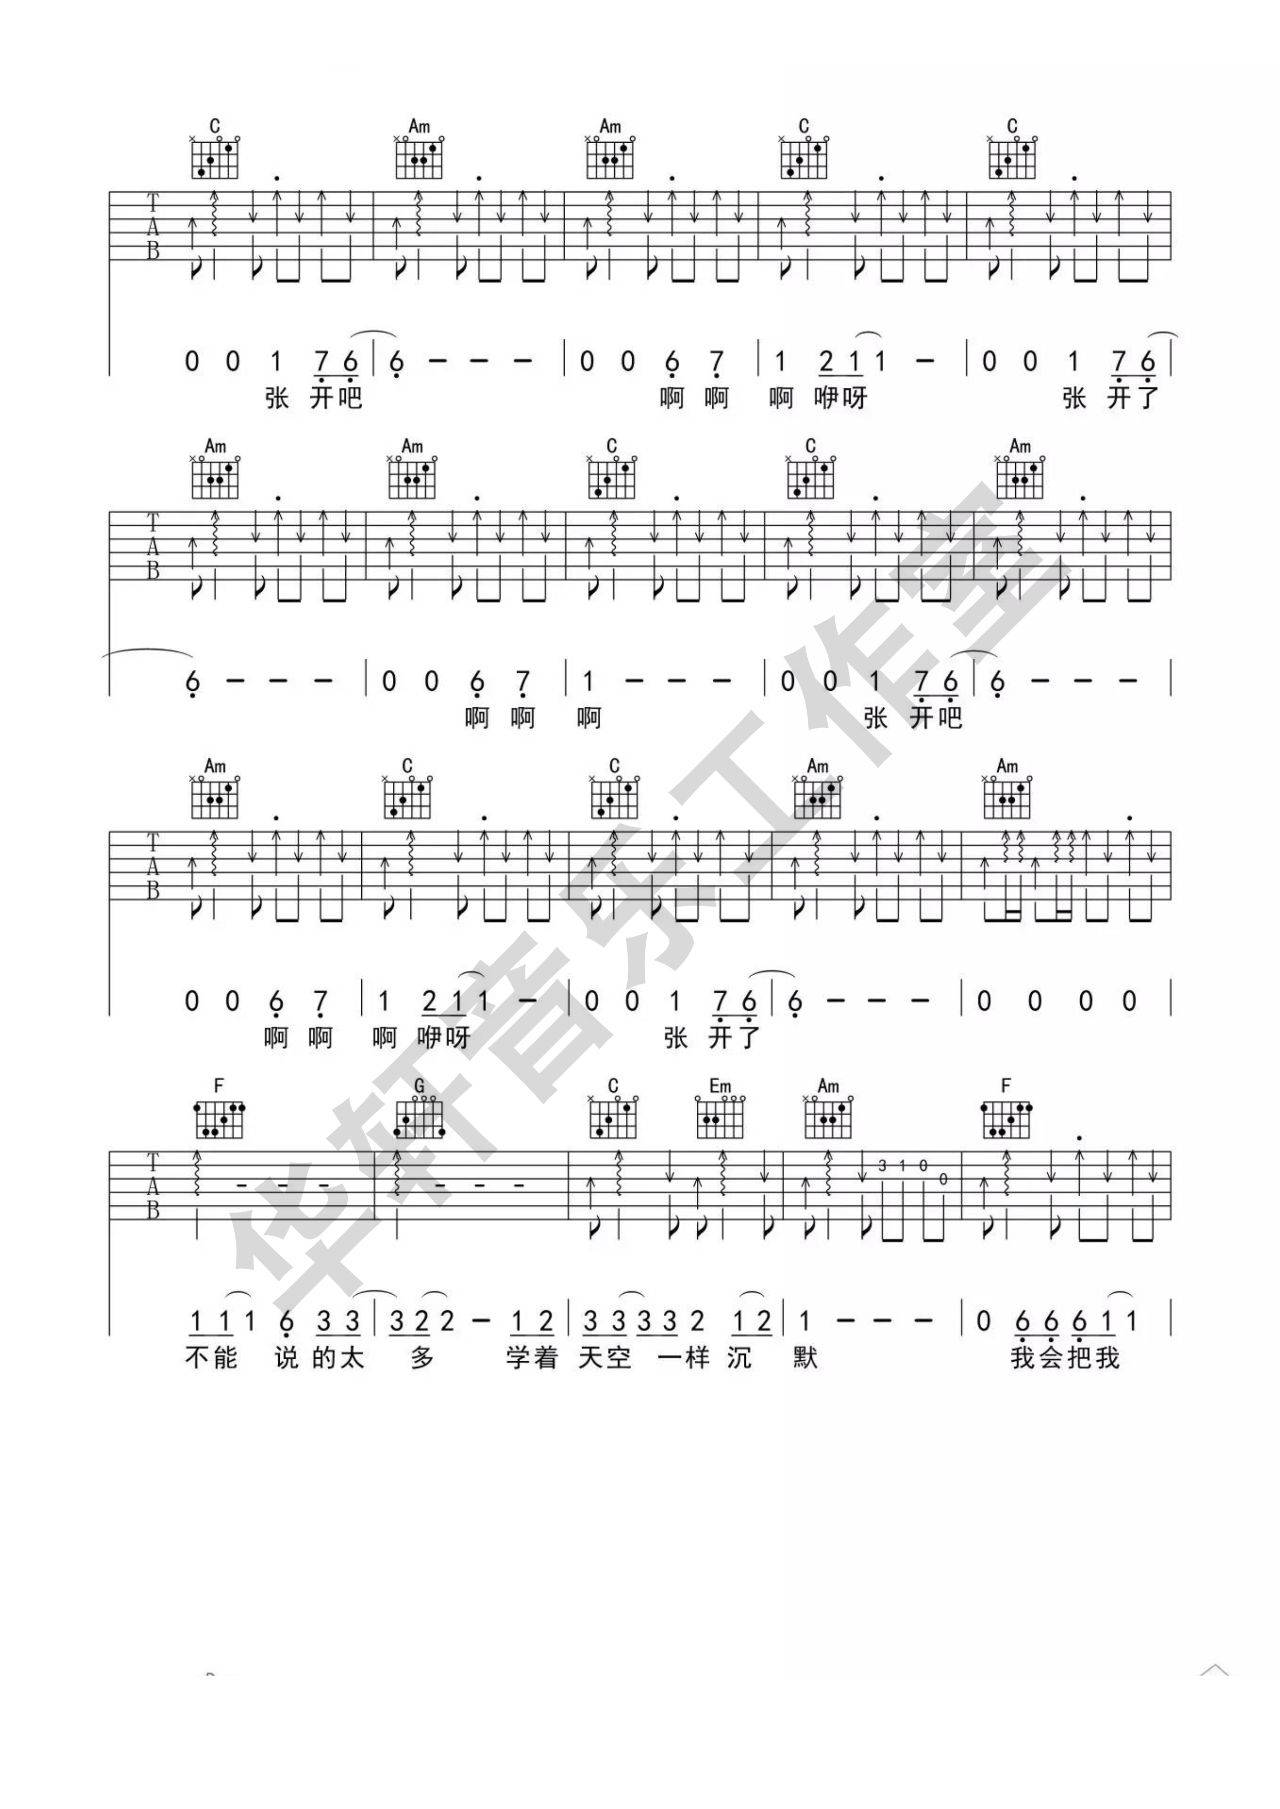 C Am Am C C
T
A
B
0 0 1 7 6 | 6 - - - | 0 0 6 7 | 1 2 1 1 - | 0 0 1 7 6
张 开吧 啊 啊 啊 咿呀 张 开了
Am Am C C Am
T
A
B
6 - - - | 0 0 6 7 | 1 - - - | 0 0 1 7 6 | 6 - - - |
啊 啊 啊 张 开吧
Am C C Am Am
T
A
B
0 0 6 7 | 1 2 1 1 - | 0 0 1 7 6 | 6 - - - | 0 0 0 0 |
啊 啊 啊 咿呀 张 开了
F G C Em Am F
T
A
B
- - - - - - 3 1 0 0
1 1 1 6 3 3 | 3 2 2 - 1 2 | 3 3 3 3 2 1 2 | 1 - - - | 0 6 6 6 1 1 |
不能 说 的太 多 学着 天空 一样 沉 默 我会把我
华轩音乐工作室